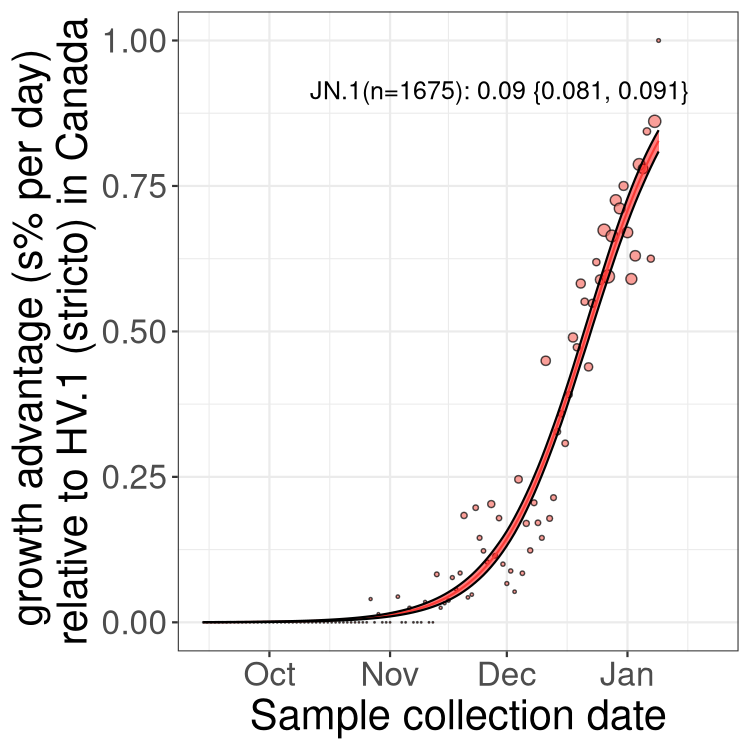 growth advantage (s% per day)
relative to HV.1 (stricto) in Canada
1.00
0.75
0.50
0.25
0.00
JN.1(n=1675): 0.09 {0.081, 0.091}
Oct Nov Dec Jan
Sample collection date